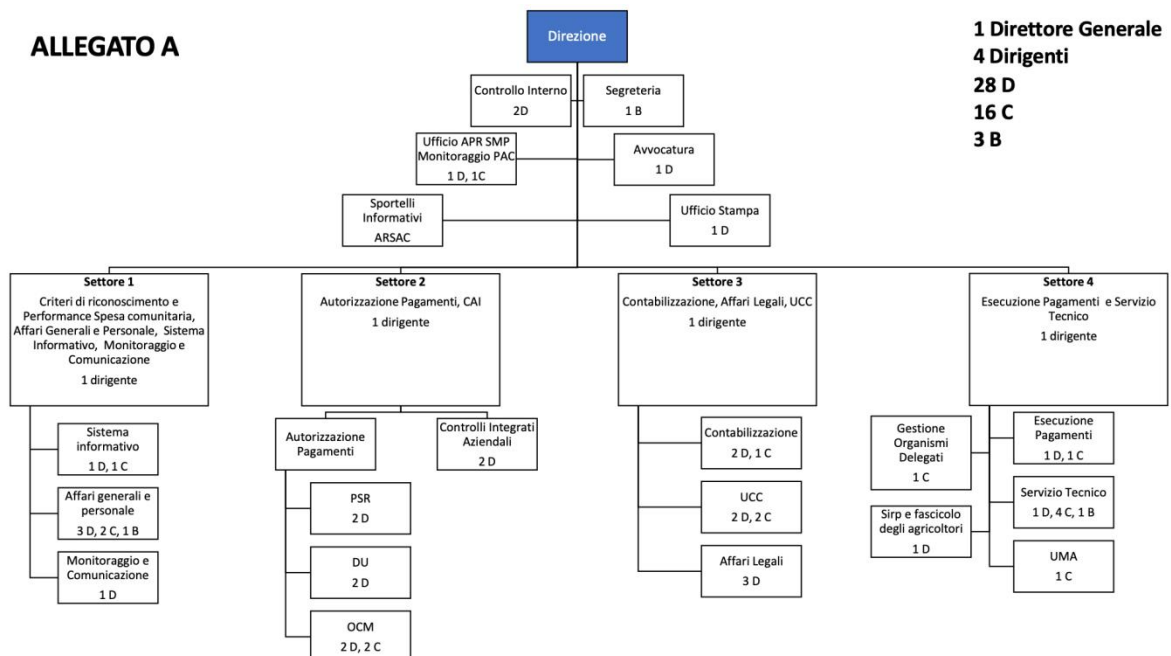 ALLEGATO A
Direzione
1 Direttore Generale
4 Dirigenti
28 D
16 C
3 B
Controllo Interno
2D
Segreteria
1 B
Ufficio APR SMP
Monitoraggio PAC
1 D, 1C
Avvocatura
1 D
Sportelli
Informativi
ARSAC
Ufficio Stampa
1 D
Settore 1
Criteri di riconoscimento e
Performance Spesa comunitaria,
Affari Generali e Personale, Sistema
Informativo, Monitoraggio e
Comunicazione
1 dirigente
Settore 2
Autorizzazione Pagamenti, CAI
1 dirigente
Settore 3
Contabilizzazione, Affari Legali, UCC
1 dirigente
Settore 4
Esecuzione Pagamenti e Servizio
Tecnico
1 dirigente
Sistema
informativo
1 D, 1 C
Affari generali e
personale
3 D, 2 C, 1 B
Monitoraggio e
Comunicazione
1 D
Autorizzazione
Pagamenti
Controlli Integrati
Aziendali
2 D
PSR
2 D
DU
2 D
OCM
2 D, 2 C
Contabilizzazione
2 D, 1 C
UCC
2 D, 2 C
Affari Legali
3 D
Gestione
Organismi
Delegati
1 C
Esecuzione
Pagamenti
1 D, 1 C
Sirp e fascicolo
degli agricoltori
1 D
Servizio Tecnico
1 D, 4 C, 1 B
UMA
1 C